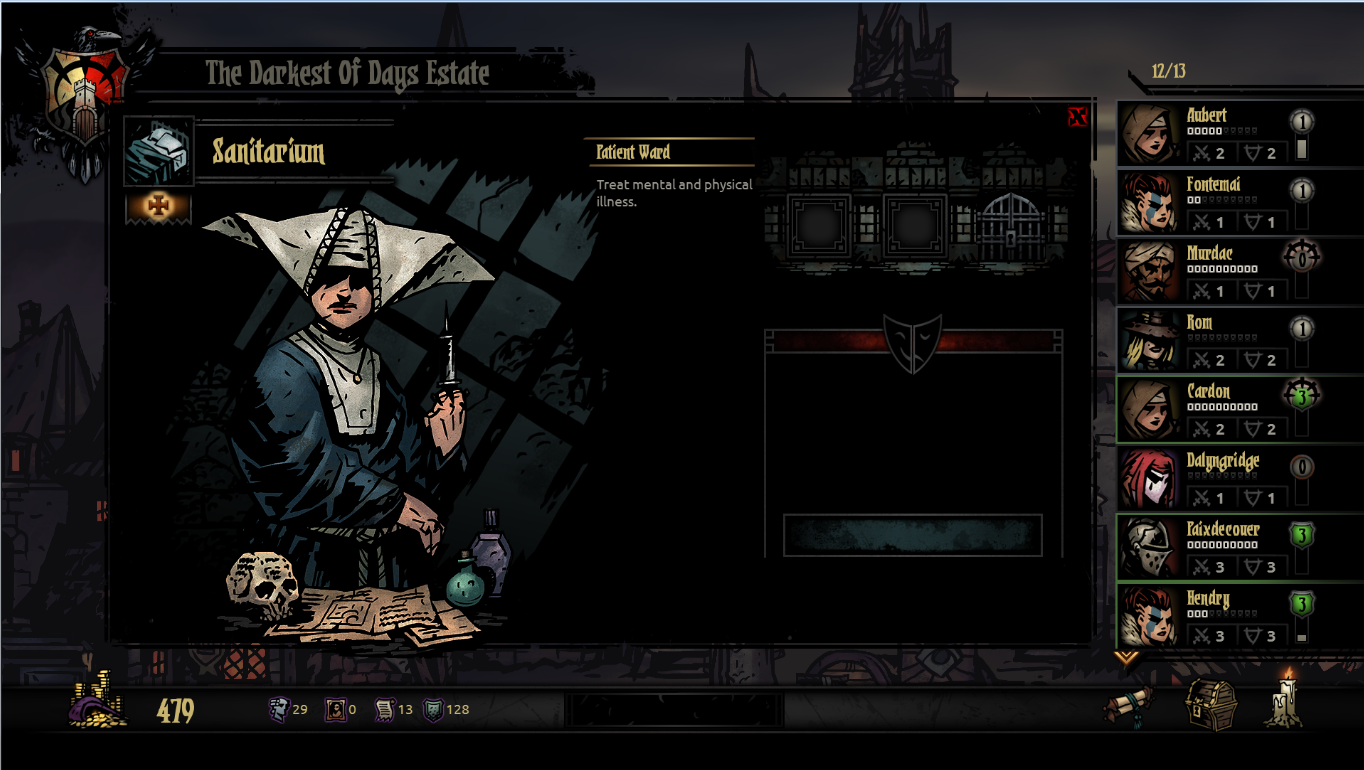 The Darkest Of Days Estate
12/13
Sanitarium
Patient Ward
Treat mental and physical
illness.
Aubert
1
2 2
Fontemai
1
1 1
Murdac
0
1 1
Rom
1
2 2
Cardon
3
2 2
Dalyngridge
0
1 1
Paixdecouer
3
3 3
Hendry
3
3 3
479
29 0 13 128